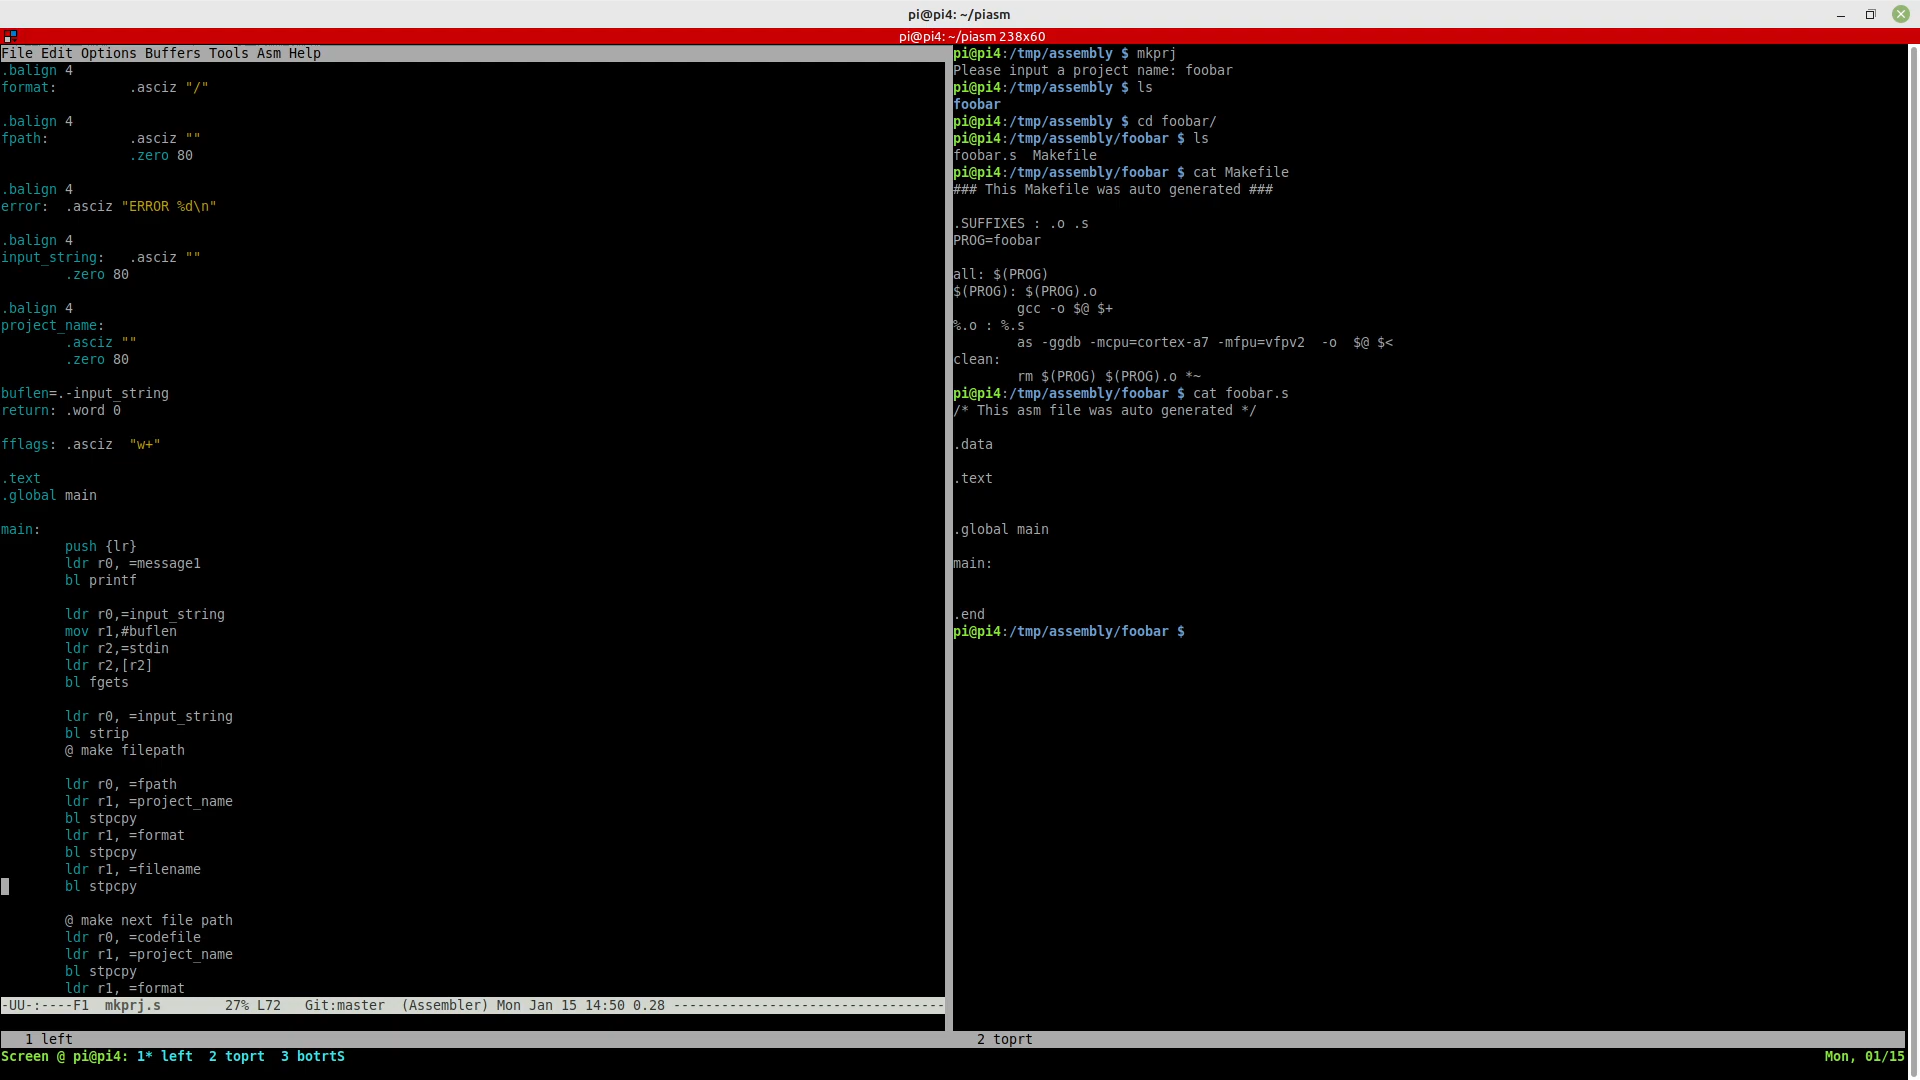 pi@pi4: ~/piasm
pi@pi4: ~/piasm 238x60
File Edit Options Buffers Tools Asm Help
.balign 4
format:         .asciz "/"
.balign 4
fpath:          .asciz ""
                .zero 80
.balign 4
error:  .asciz "ERROR %d\n"
.balign 4
input_string:   .asciz ""
        .zero 80
.balign 4
project_name:
        .asciz ""
        .zero 80
buflen=.-input_string
return: .word 0
fflags: .asciz  "w+"
.text
.global main
main:
        push {lr}
        ldr r0, =message1
        bl printf
        ldr r0,=input_string
        mov r1,#buflen
        ldr r2,=stdin
        ldr r2,[r2]
        bl fgets
        ldr r0, =input_string
        bl strip
        @ make filepath
        ldr r0, =fpath
        ldr r1, =project_name
        bl stpcpy
        ldr r1, =format
        bl stpcpy
        ldr r1, =filename
        bl stpcpy
        @ make next file path
        ldr r0, =codefile
        ldr r1, =project_name
        bl stpcpy
        ldr r1, =format
-UU-:----F1  mkprj.s        27% L72   Git:master  (Assembler) Mon Jan 15 14:50 0.28 ----------------------------------
1 left
pi@pi4:/tmp/assembly $ mkprj
Please input a project name: foobar
pi@pi4:/tmp/assembly $ ls
foobar
pi@pi4:/tmp/assembly $ cd foobar/
pi@pi4:/tmp/assembly/foobar $ ls
foobar.s  Makefile
pi@pi4:/tmp/assembly/foobar $ cat Makefile
### This Makefile was auto generated ###
.SUFFIXES : .o .s
PROG=foobar
all: $(PROG)
$(PROG): $(PROG).o
        gcc -o $@ $+
%.o : %.s
        as -ggdb -mcpu=cortex-a7 -mfpu=vfpv2  -o  $@ $<
clean:
        rm $(PROG) $(PROG).o *~
pi@pi4:/tmp/assembly/foobar $ cat foobar.s
/* This asm file was auto generated */
.data
.text
.global main
main:
.end
pi@pi4:/tmp/assembly/foobar $
2 toprt
Screen @ pi@pi4: 1* left  2 toprt  3 botrtS
Mon, 01/15